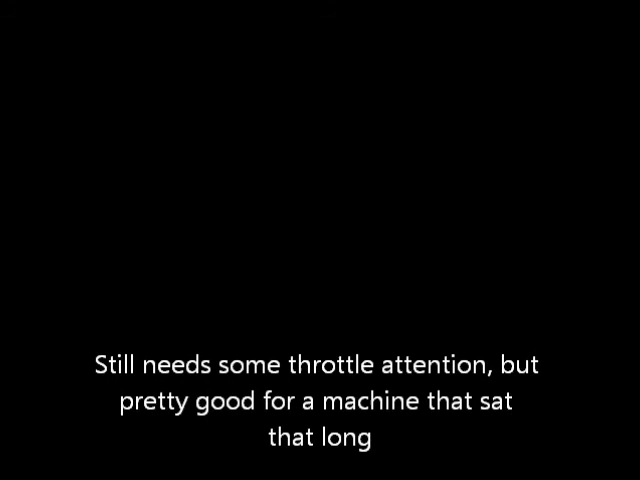 Still needs some throttle attention, but
pretty good for a machine that sat
that long